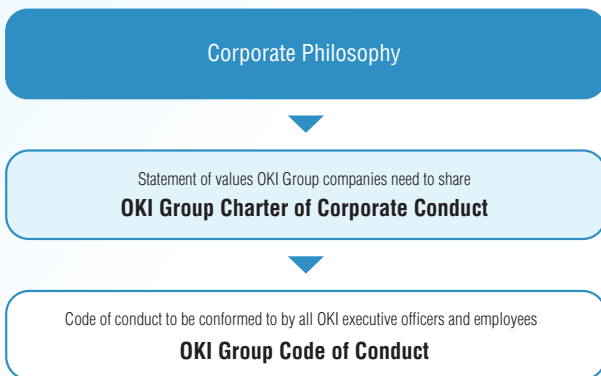 Corporate Philosophy
Statement of values OKI Group companies need to share
OKI Group Charter of Corporate Conduct
Code of conduct to be conformed to by all OKI executive officers and employees
OKI Group Code of Conduct